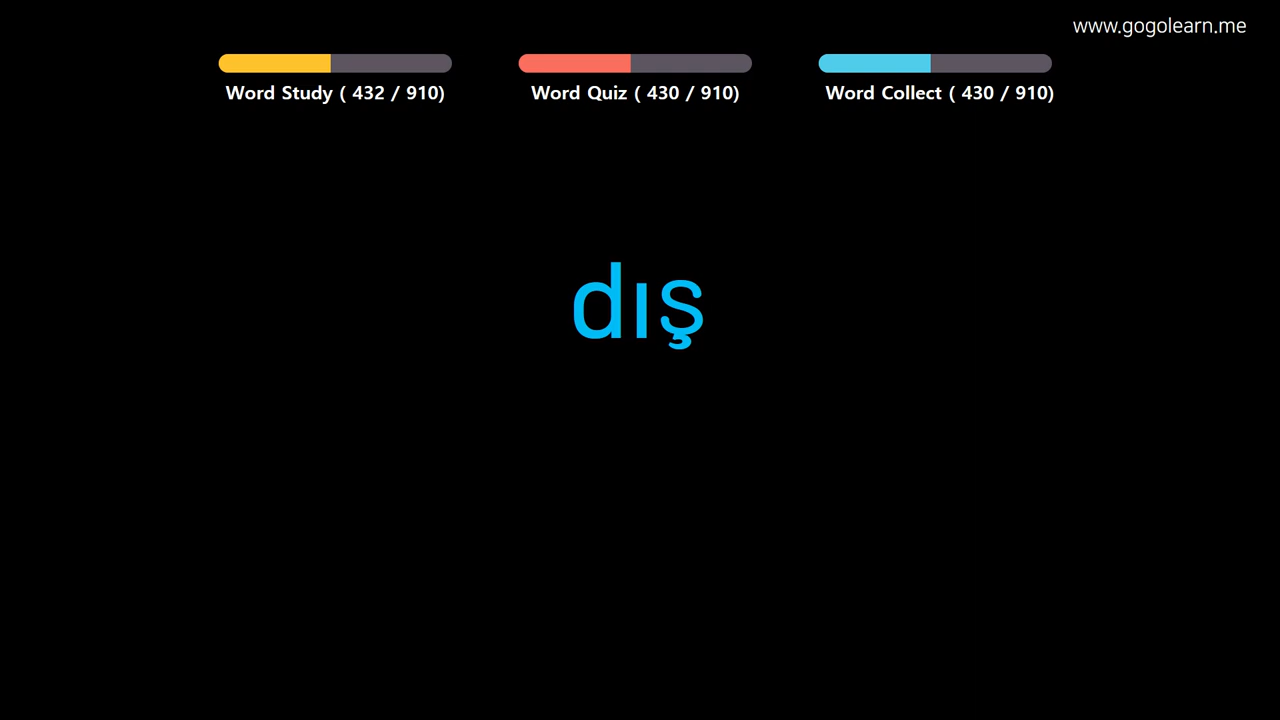 www.gogolearn.me
Word Study ( 432 / 910)
Word Quiz ( 430 / 910)
Word Collect ( 430 / 910)
dış